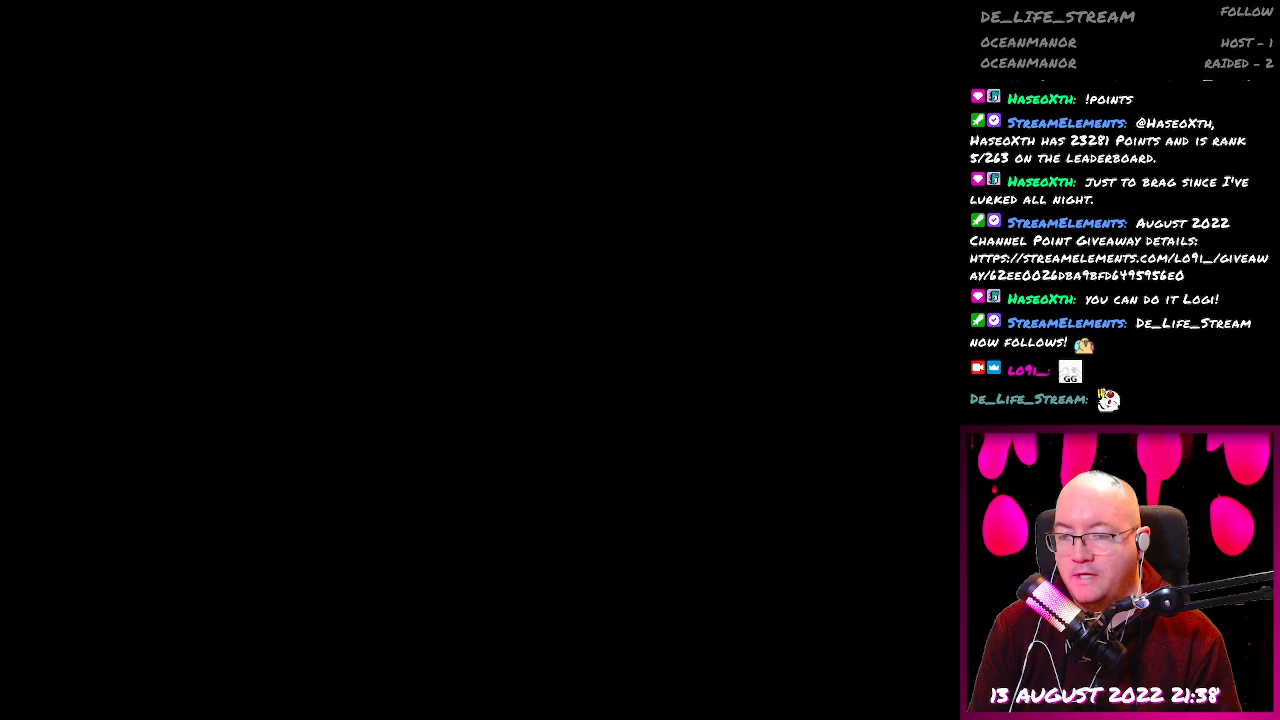 DE_LIFE_STREAM FOLLOW
OCEANMANOR HOST - 1
OCEANMANOR RAIDED - 2
HASEOXTH: !POINTS
STREAMELEMENTS: @HASEOXTH,
HASEOXTH HAS 23281 POINTS AND IS RANK
5/263 ON THE LEADERBOARD.
HASEOXTH: JUST TO BRAG SINCE I'VE
LURKED ALL NIGHT.
STREAMELEMENTS: AUGUST 2022
CHANNEL POINT GIVEAWAY DETAILS:
HTTPS://STREAMELEMENTS.COM/LO9I_/GIVEAW
AY/62EE0026DBA9BFD6495956E0
HASEOXTH: YOU CAN DO IT LOGI!
STREAMELEMENTS: DE_LIFE_STREAM
NOW FOLLOWS!
LO9I_: GG
DE_LIFE_STREAM: HI
13 AUGUST 2022 21:38